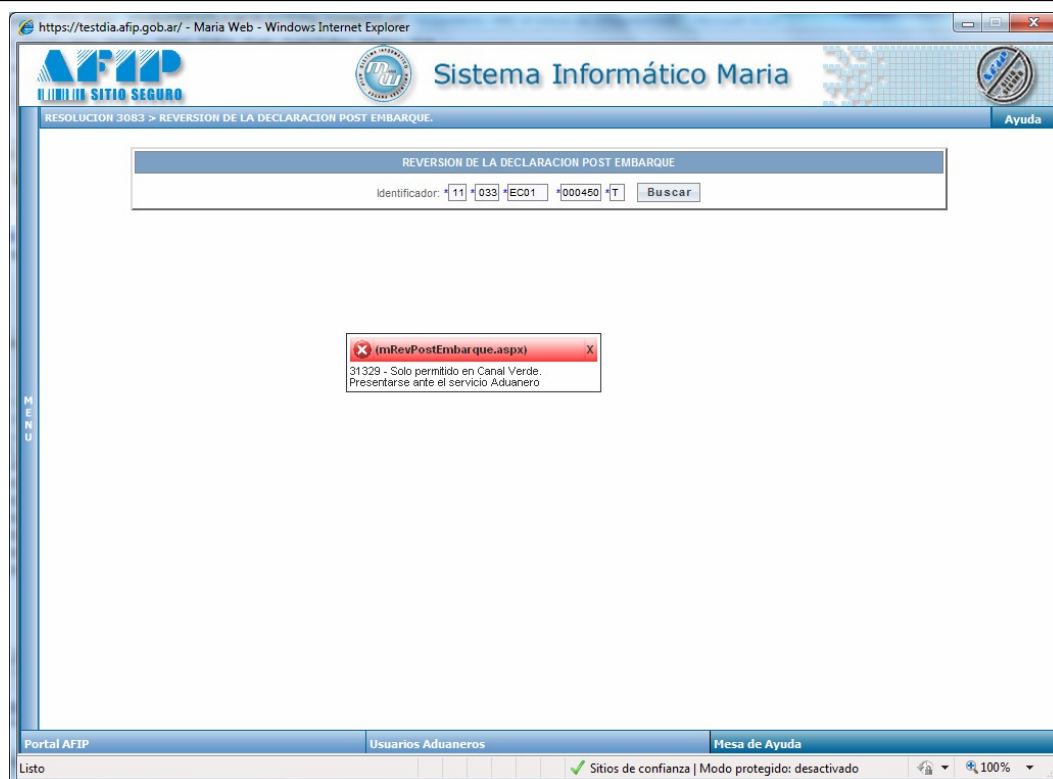 https://testdia.afip.gob.ar/ - Maria Web - Windows Internet Explorer
AFIP
SITIO SEGURO
Sistema Informático Maria
RESOLUCION 3083 > REVERSION DE LA DECLARACION POST EMBARQUE.
Ayuda
REVERSION DE LA DECLARACION POST EMBARQUE
Identificador: * 11 * 033 * EC01 * 000450 * T Buscar
(mRevPostEmbarque.aspx) X
31329 - Solo permitido en Canal Verde.
Presentarse ante el servicio Aduanero
MENU
Portal AFIP Usuarios Aduaneros Mesa de Ayuda
Listo Sitios de confianza | Modo protegido: desactivado 100%